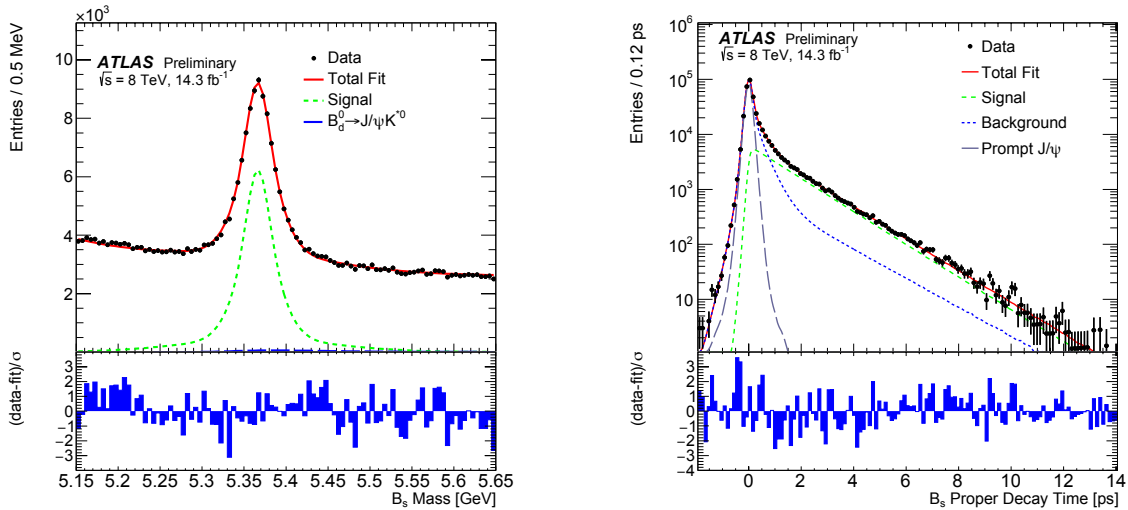 ×10³
10
8
6
4
2
Entries / 0.5 MeV
ATLAS Preliminary
√s = 8 TeV, 14.3 fb⁻¹
Data
Total Fit
Signal
B⁰d→J/ψK*⁰
(data-fit)/σ
3
2
1
0
−1
−2
−3
5.15 5.2 5.25 5.3 5.35 5.4 5.45 5.5 5.55 5.6 5.65
Bs Mass [GeV]
Entries / 0.12 ps
10⁶
10⁵
10⁴
10³
10²
10
ATLAS Preliminary
√s = 8 TeV, 14.3 fb⁻¹
Data
Total Fit
Signal
Background
Prompt J/ψ
(data-fit)/σ
3
2
1
0
−1
−2
−3
−4
0 2 4 6 8 10 12 14
Bs Proper Decay Time [ps]